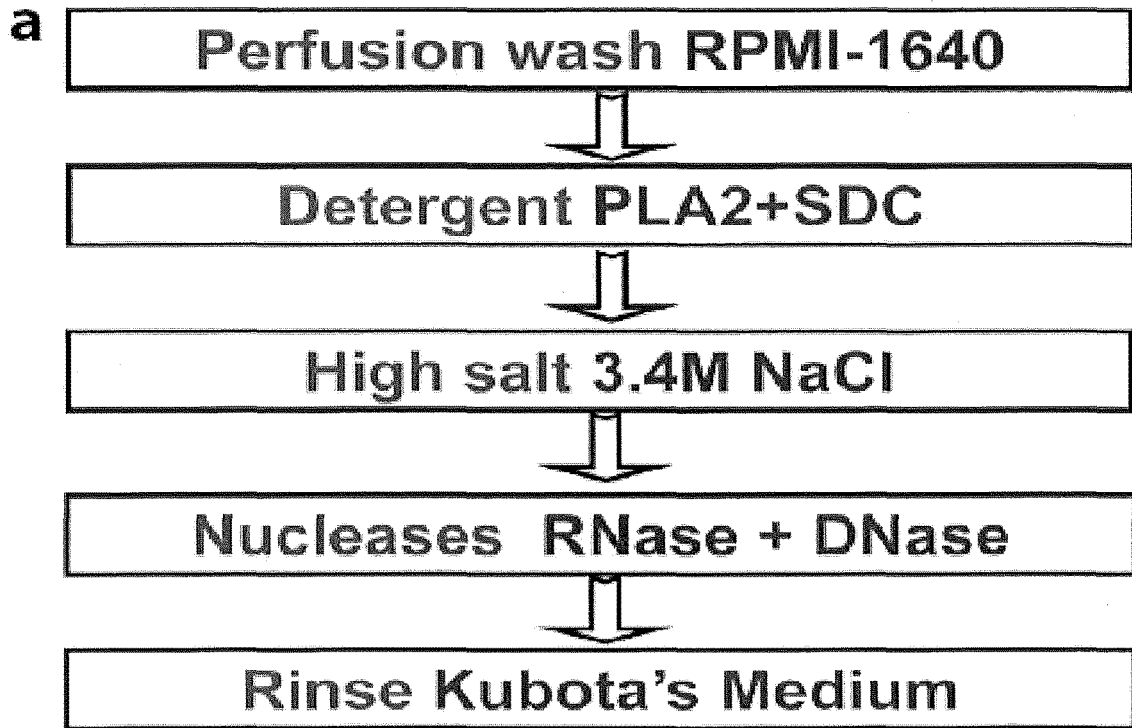 a
Perfusion wash RPMI-1640
Detergent PLA2+SDC
High salt 3.4M NaCl
Nucleases RNase + DNase
Rinse Kubota's Medium